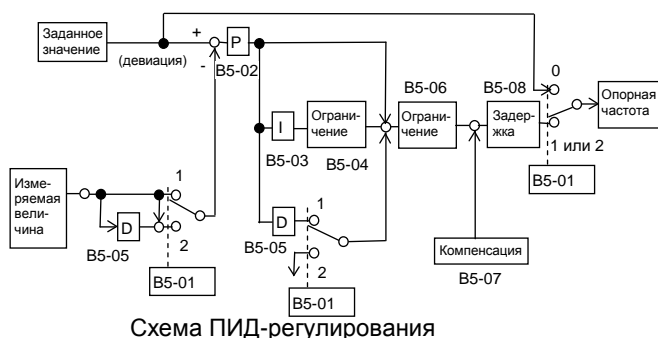 Заданное
значение
+
-
(девиация)
P
B5-02
I
B5-03
Ограни-
чение
B5-04
B5-06
Ограни-
чение
B5-08
Задер-
жка
0
1 или 2
B5-01
Опорная
частота
Измеря-
емая
вели-
чина
D
B5-05
1
2
B5-01
D
B5-05
1
2
B5-01
Компенсация
B5-07
Схема ПИД-регулирования